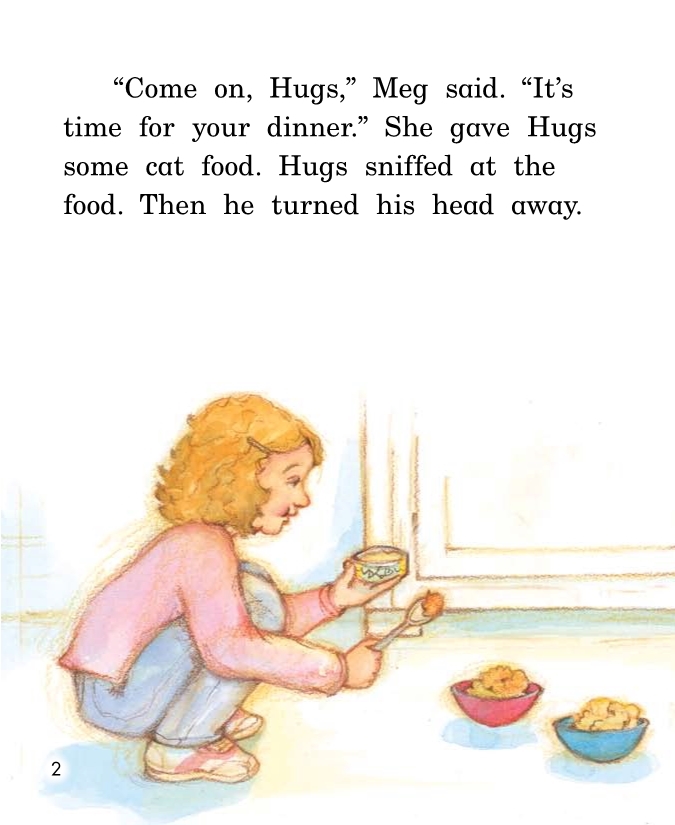 “Come on, Hugs,” Meg said. “It’s
time for your dinner.” She gave Hugs
some cat food. Hugs sniffed at the
food. Then he turned his head away.
2